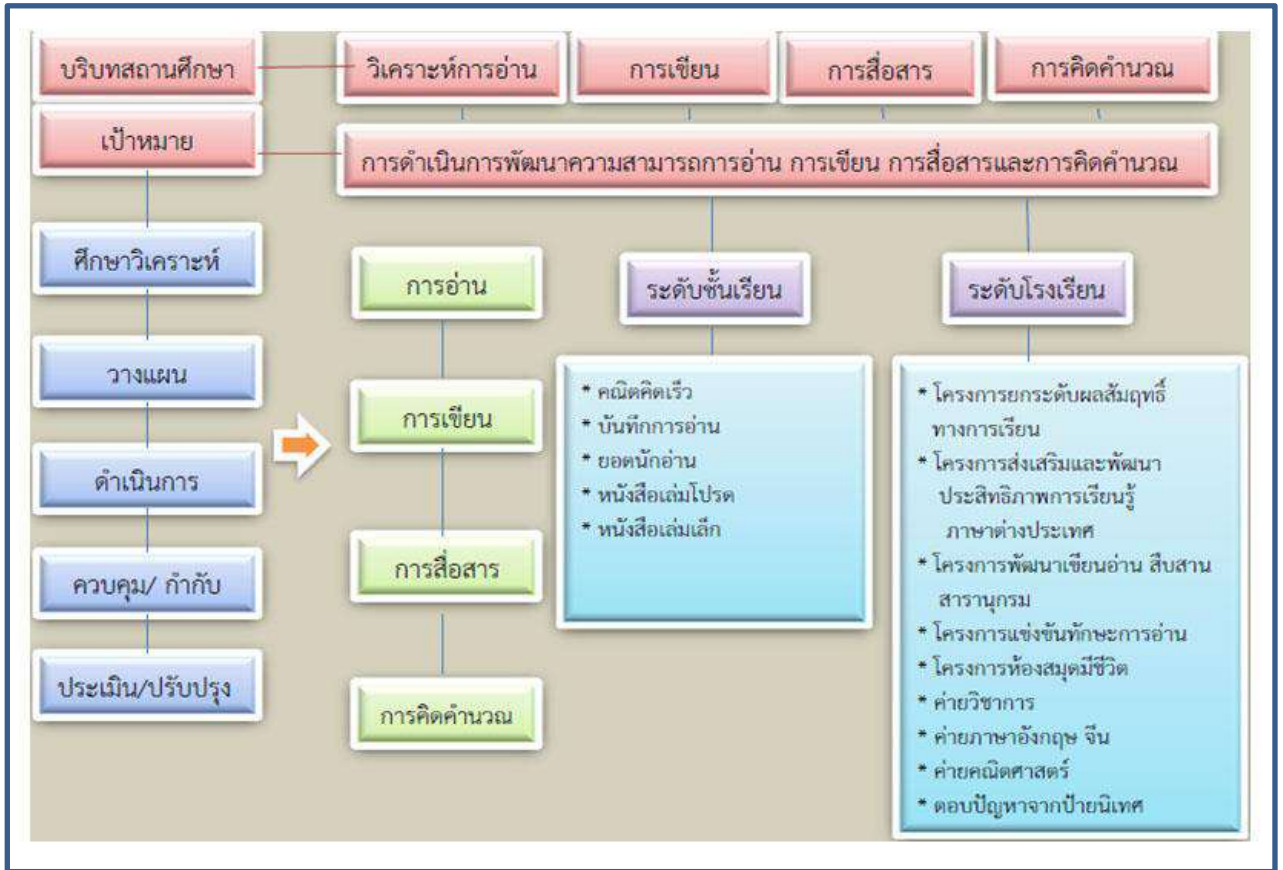 บริบทสถานศึกษา
วิเคราะห์การอ่าน
การเขียน
การสื่อสาร
การคิดคำนวณ
เป้าหมาย
การดำเนินการพัฒนาความสามารถการอ่าน การเขียน การสื่อสารและการคิดคำนวณ
ศึกษาวิเคราะห์
วางแผน
ดำเนินการ
ควบคุม/ กำกับ
ประเมิน/ปรับปรุง
การอ่าน
การเขียน
การสื่อสาร
การคิดคำนวณ
ระดับชั้นเรียน
* คณิตคิดเร็ว
* บันทึกการอ่าน
* ยอดนักอ่าน
* หนังสือเล่มโปรด
* หนังสือเล่มเล็ก
ระดับโรงเรียน
* โครงการยกระดับผลสัมฤทธิ์
ทางการเรียน
* โครงการส่งเสริมและพัฒนา
ประสิทธิภาพการเรียนรู้
ภาษาต่างประเทศ
* โครงการพัฒนาเขียนอ่าน สืบสาน
สารานุกรม
* โครงการแข่งขันทักษะการอ่าน
* โครงการห้องสมุดมีชีวิต
* ค่ายวิชาการ
* ค่ายภาษาอังกฤษ จีน
* ค่ายคณิตศาสตร์
* ตอบปัญหาจากป้ายนิเทศ